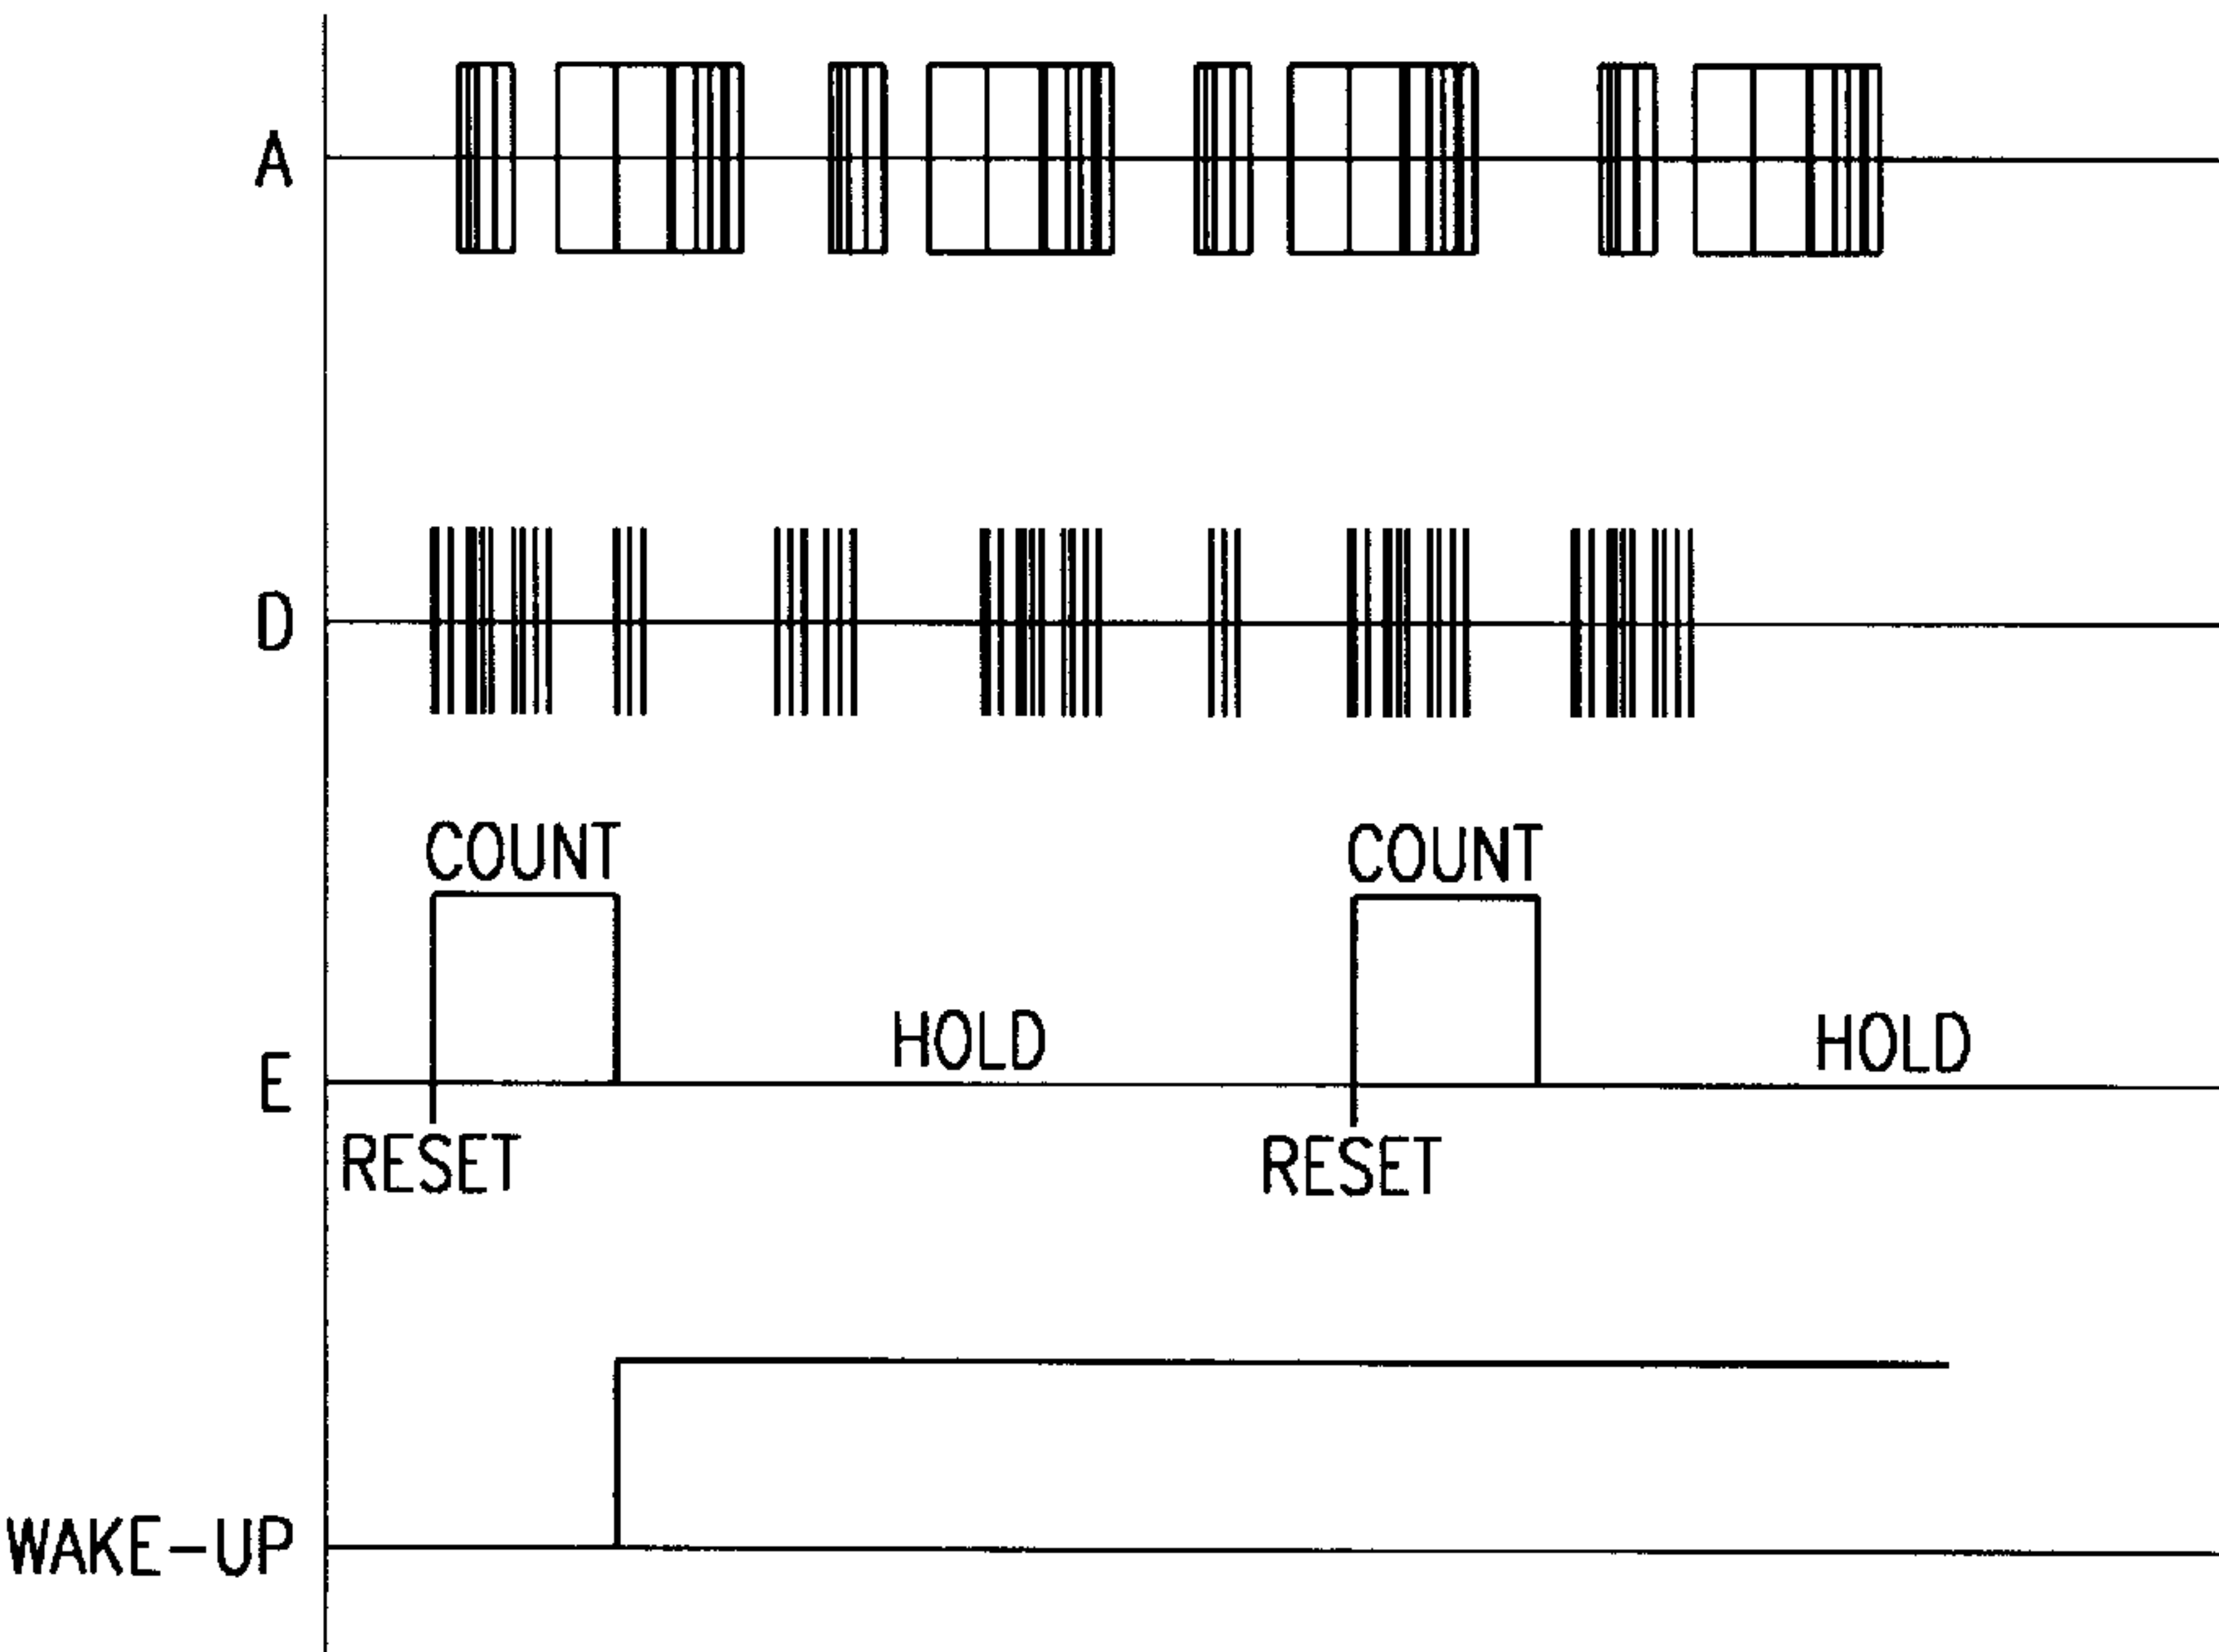 A
D
COUNT COUNT
HOLD HOLD
E
RESET RESET
WAKE-UP